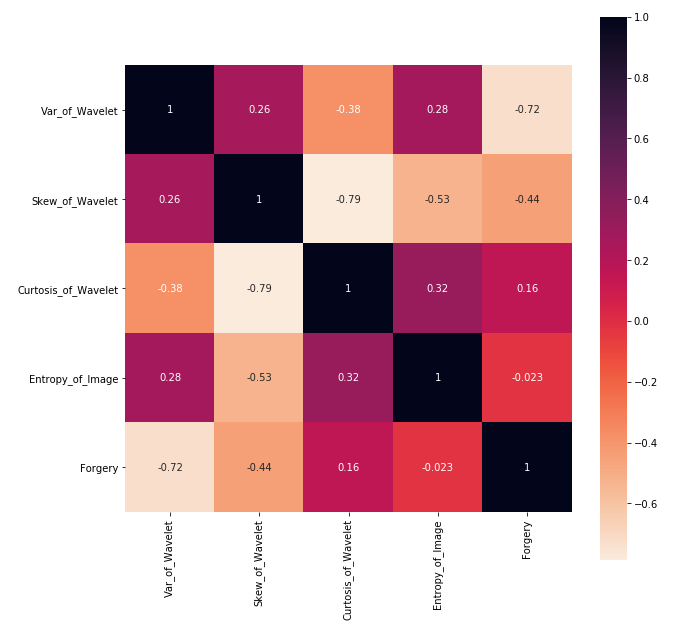 1.0
Var_of_Wavelet 1 0.26 -0.38 0.28 -0.72
0.8
0.6
Skew_of_Wavelet 0.26 1 -0.79 -0.53 -0.44
0.4
0.2
Curtosis_of_Wavelet -0.38 -0.79 1 0.32 0.16
0.0
Entropy_of_Image 0.28 -0.53 0.32 1 -0.023
−0.2
−0.4
Forgery -0.72 -0.44 0.16 -0.023 1
−0.6
Var_of_Wavelet
Skew_of_Wavelet
Curtosis_of_Wavelet
Entropy_of_Image
Forgery